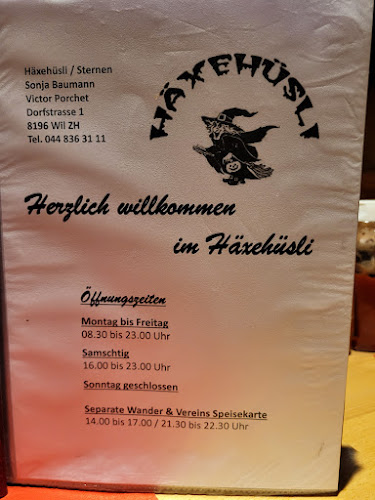 Häxehüsli / Sternen
Sonja Baumann
Victor Porchet
Dorfstrasse 1
8196 Wil ZH
Tel. 044 836 31 11
HÄXEHÜSLI
Herzlich willkommen
im Häxehüsli
Öffnungszeiten
Montag bis Freitag
08.30 bis 23.00 Uhr
Samschtig
16.00 bis 23.00 Uhr
Sonntag geschlossen
Separate Wander & Vereins Speisekarte
14.00 bis 17.00 / 21.30 bis 22.30 Uhr